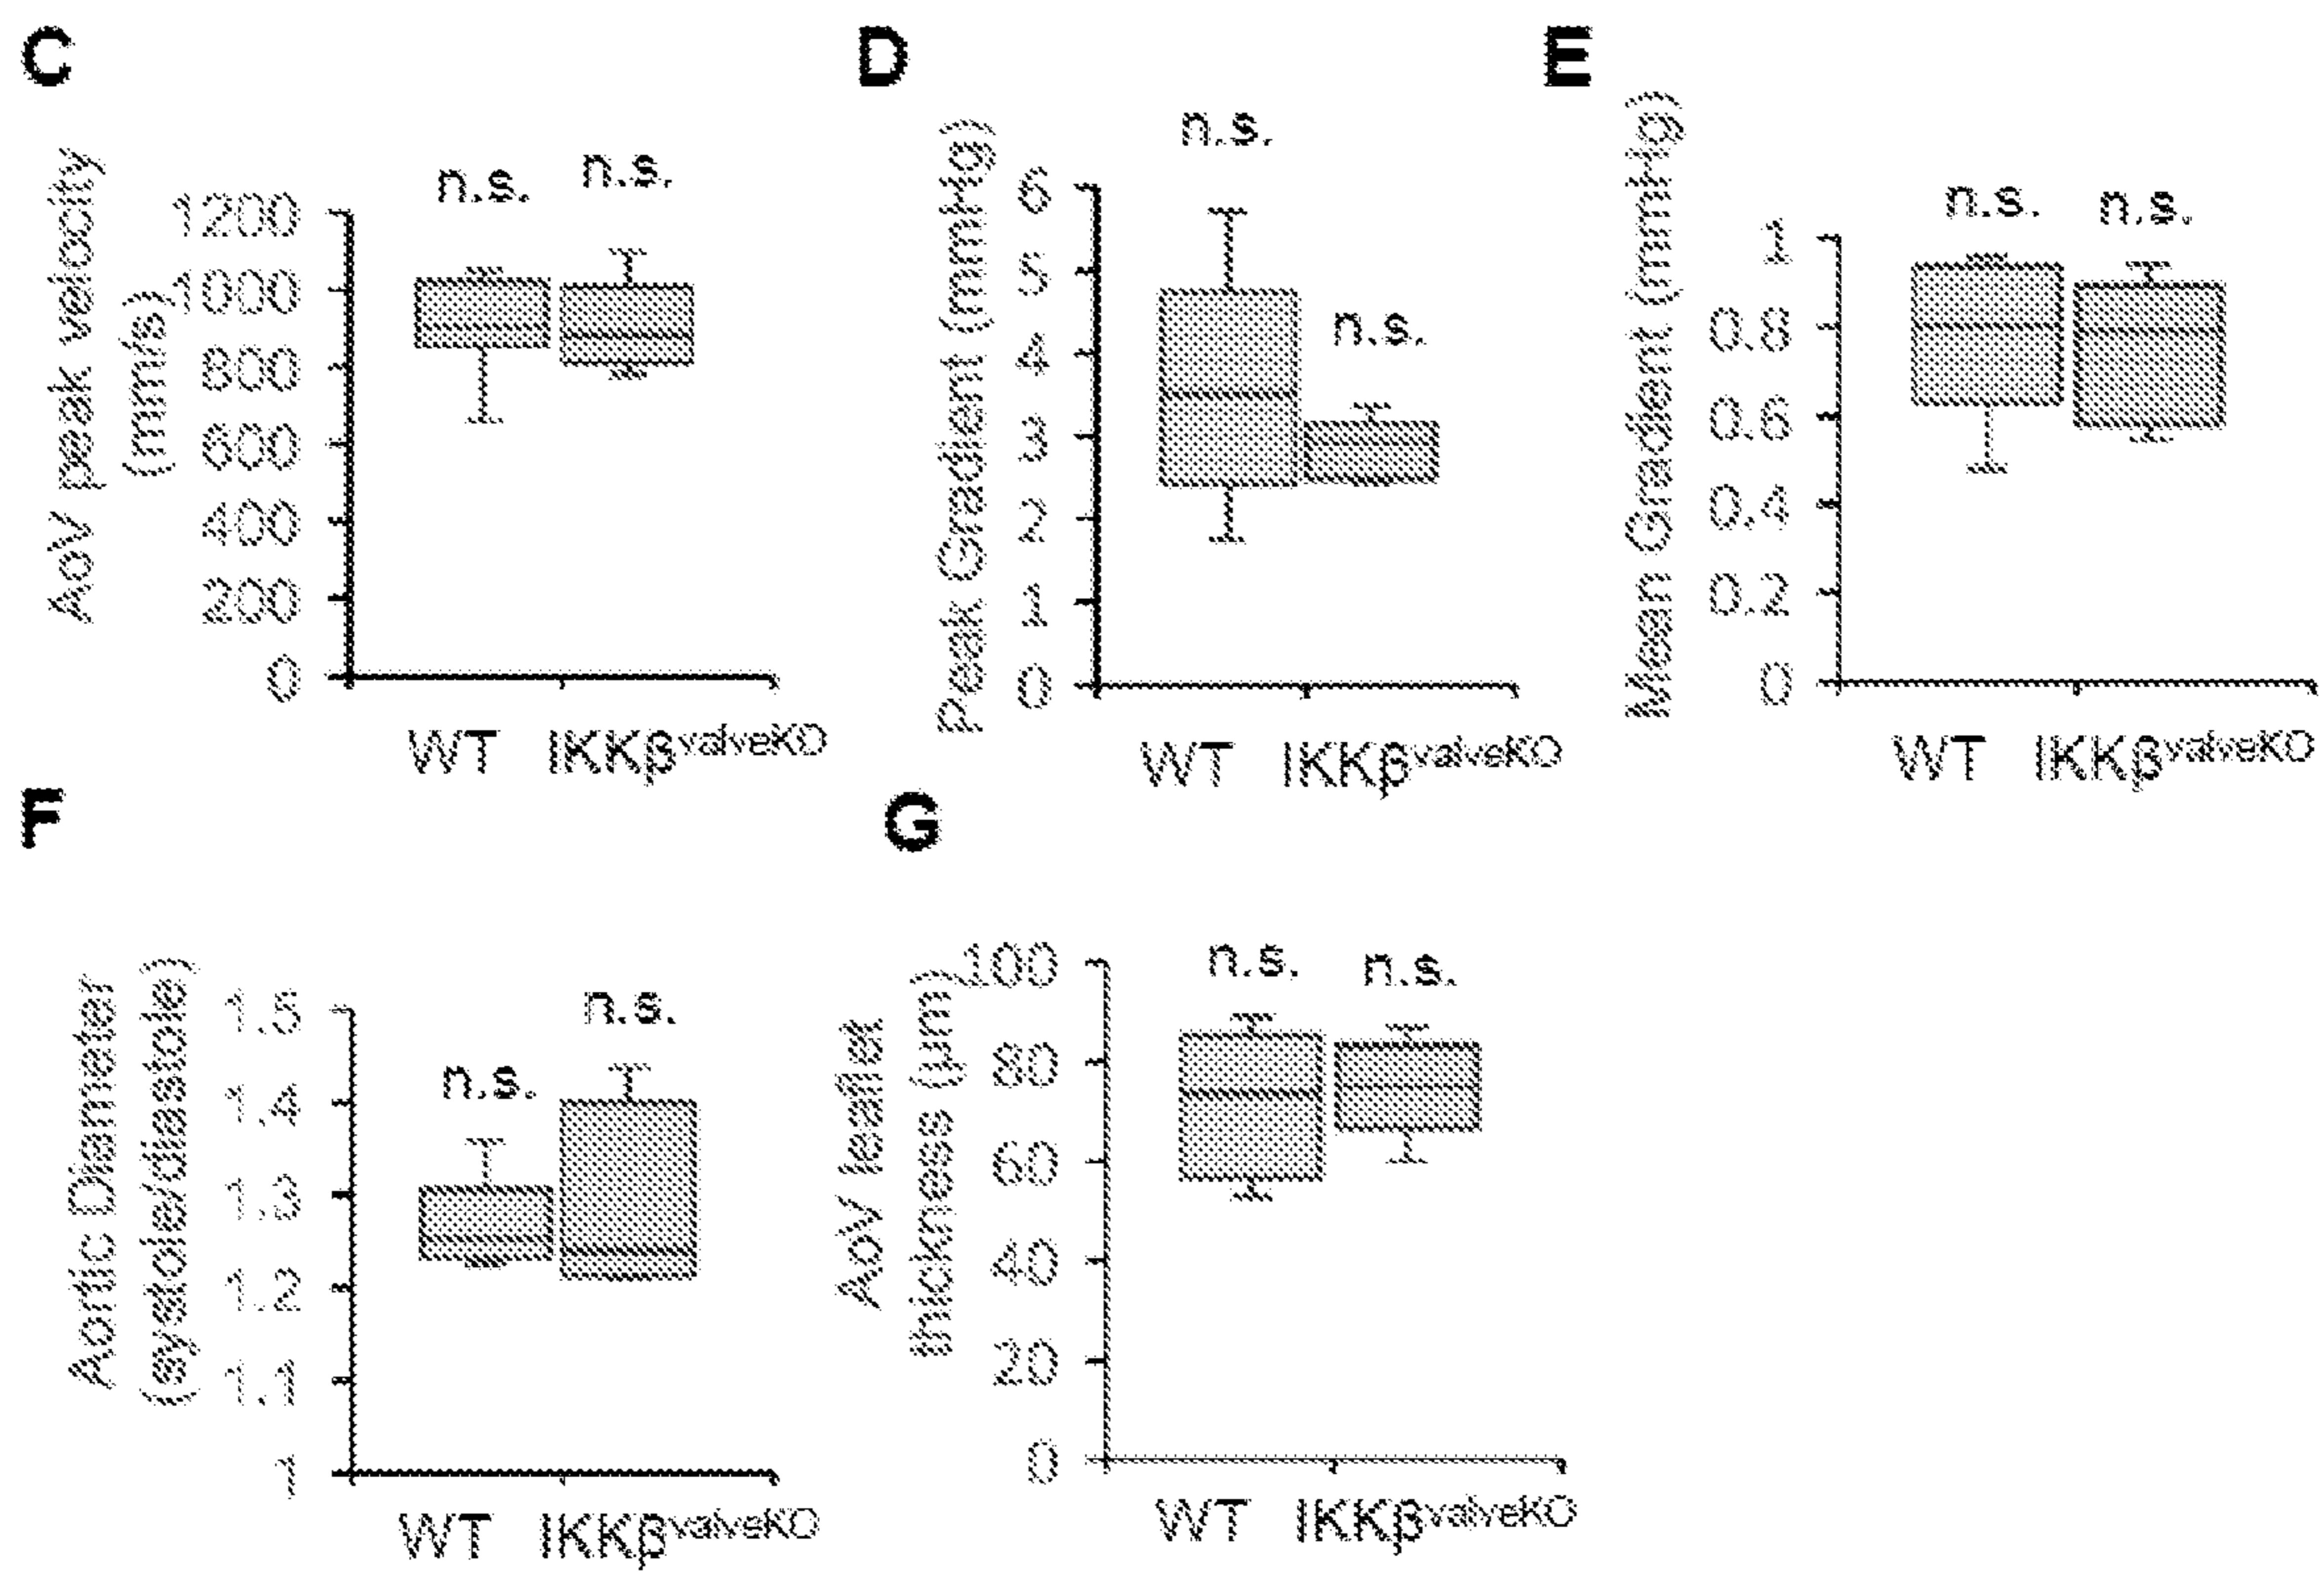 C
AoV peak velocity
(mm/s)
n.s. n.s.
1200
1000
800
600
400
200
0
WT IKKβvalveKO
D
Peak Gradient (mmHg)
n.s.
n.s.
6
5
4
3
2
1
0
WT IKKβvalveKO
E
Mean Gradient (mmHg)
n.s. n.s.
1
0.8
0.6
0.4
0.2
0
WT IKKβvalveKO
F
Aortic Diameter
(systole/diastole)
n.s.
n.s.
1.5
1.4
1.3
1.2
1.1
1
WT IKKβvalveKO
G
AoV leaflet
thickness (µm)
n.s. n.s.
100
80
60
40
20
0
WT IKKβvalveKO